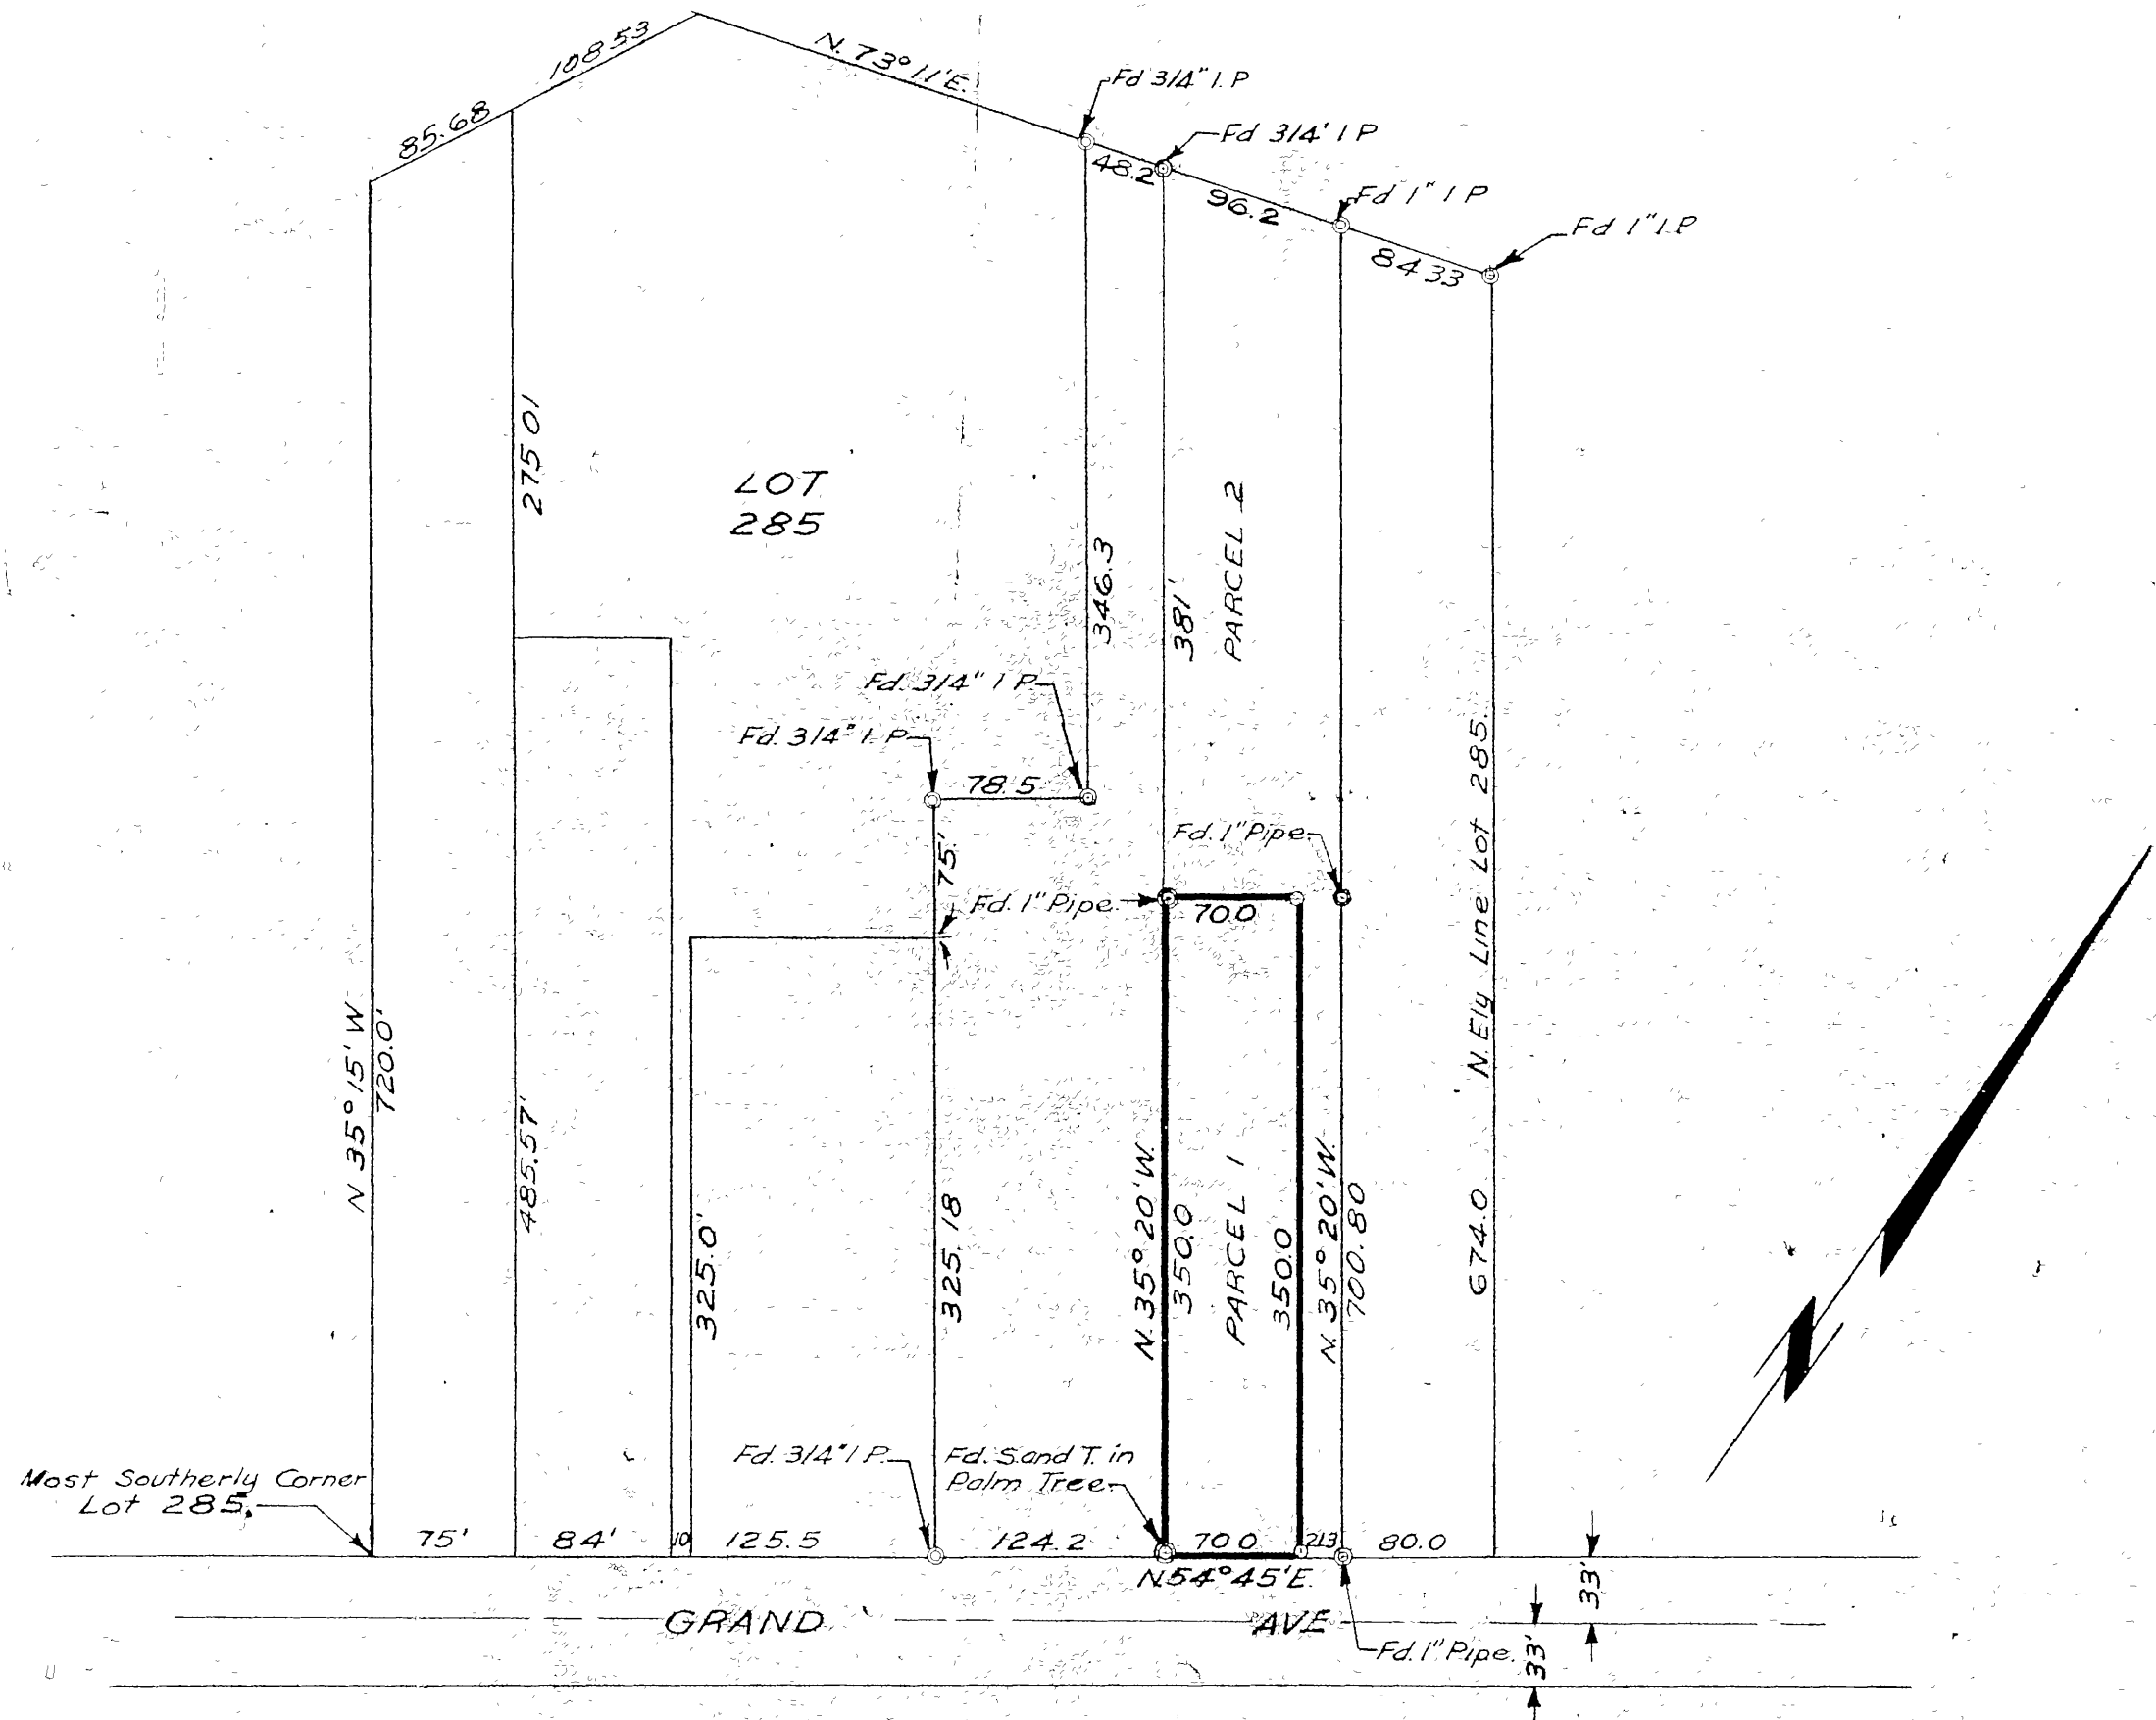 108 53
85.68
N. 73° 11' E.
Fd 3/4" I. P
Fd 3/4' I P
48.2
96.2
Fd 1" I P
Fd 1" I.P
84 33
275 01
LOT
285
346.3
381'
PARCEL 2
Fd. 3/4" I P.
Fd. 3/4" I. P
78.5
75'
Fd. 1" Pipe
Fd. 1" Pipe
70 0
N. Ely Line Lot 285.
674.0
N 35° 15' W
720.0'
485.57'
325.0'
325. 18
N. 35° 20' W.
350.0
PARCEL 1
350.0
N. 35° 20' W.
700. 80
Most Southerly Corner
Lot 285.
Fd. 3/4" I P.
Fd. S. and T. in
Palm Tree
75'
84'
10
125.5
124.2
70 0
21.3
80.0
N 54° 45' E.
GRAND AVE
Fd. 1" Pipe.
33'
33'